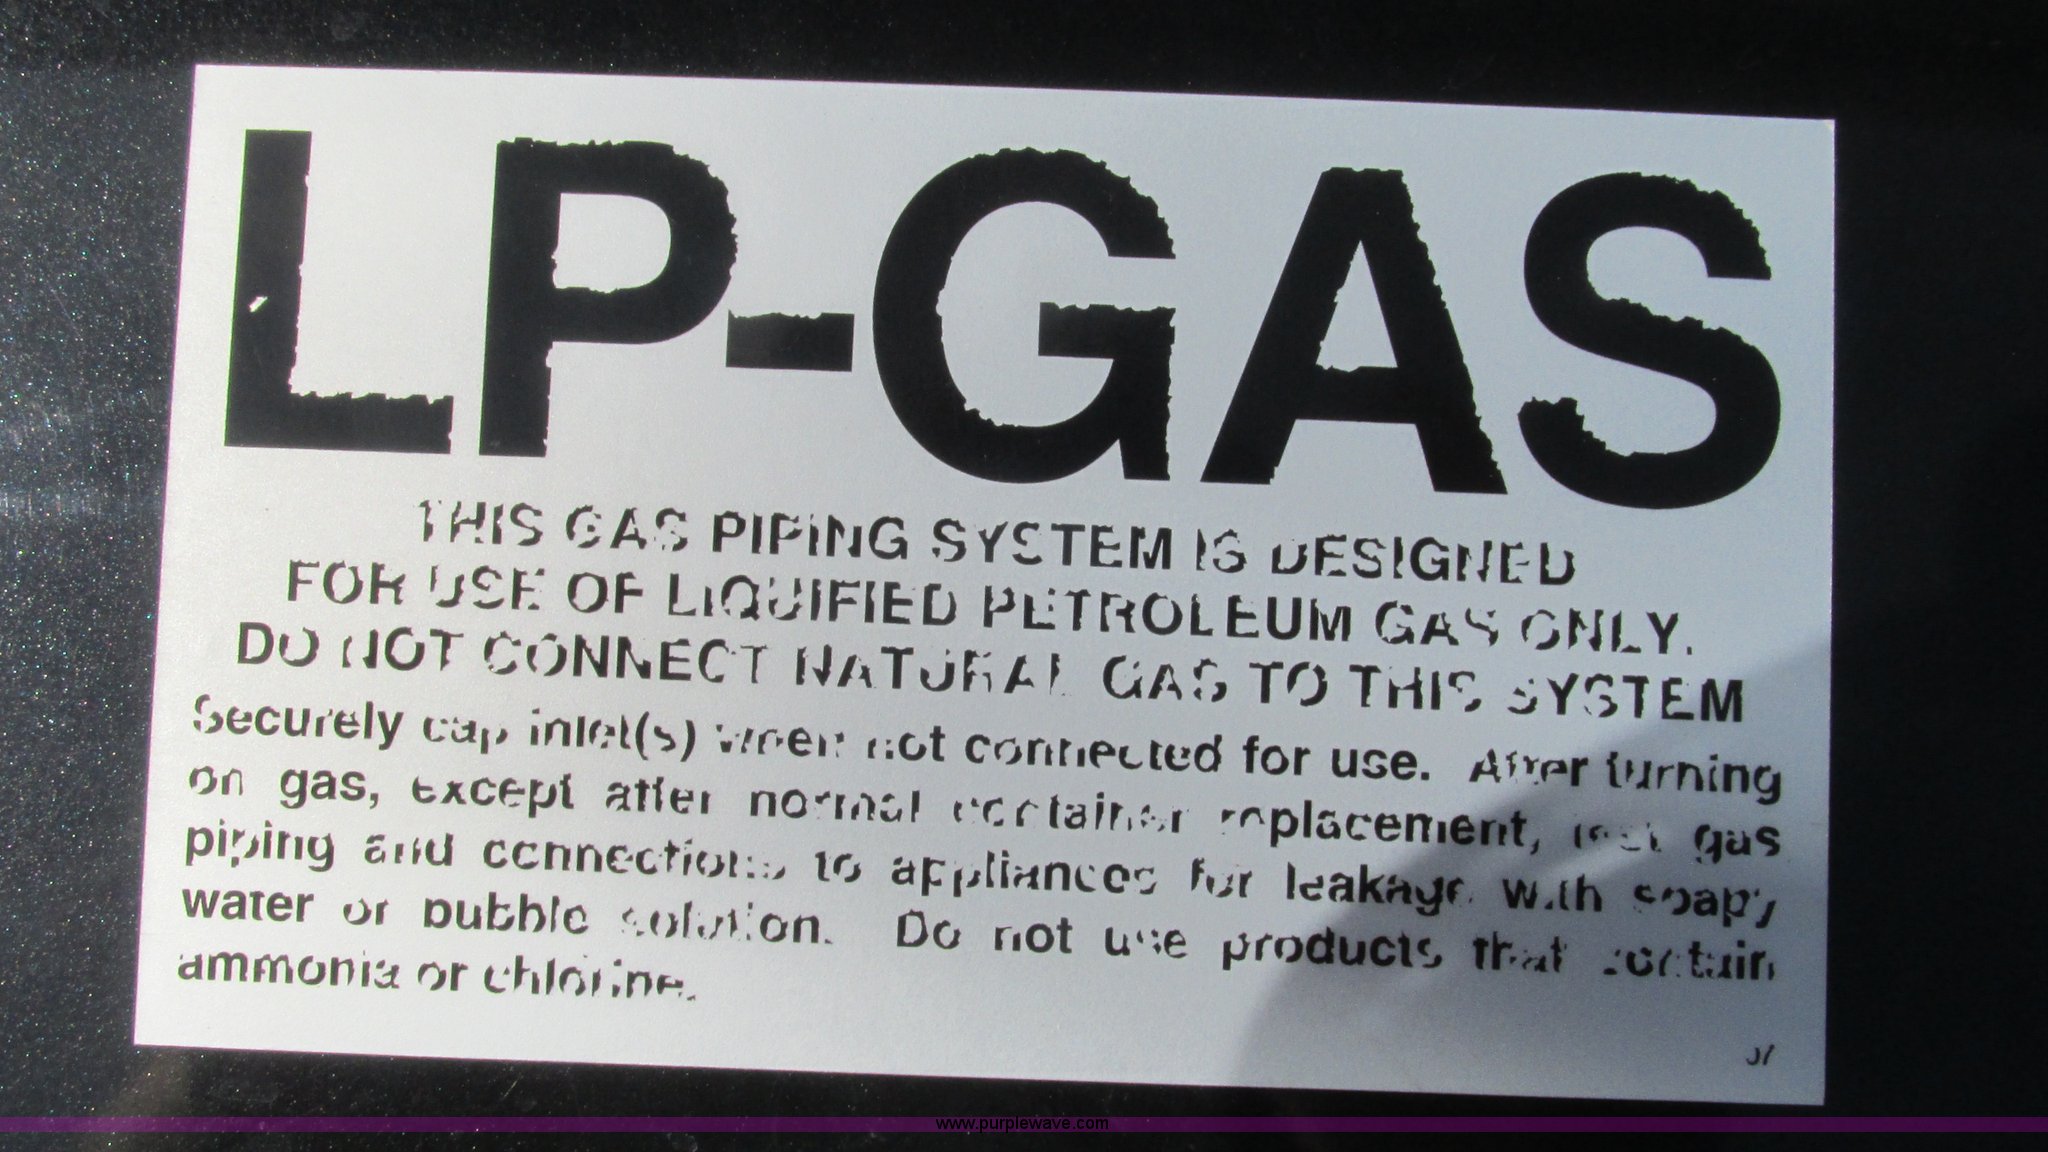 LP-GAS
THIS GAS PIPING SYSTEM IS DESIGNED
FOR USE OF LIQUIFIED PETROLEUM GAS ONLY.
DO NOT CONNECT NATURAL GAS TO THIS SYSTEM
Securely cap inlet(s) when not connected for use. After turning
on gas, except after normal container replacement, test gas
piping and connections to appliances for leakage with soapy
water or bubble solution. Do not use products that contain
ammonia or chlorine.
www.purplewave.com